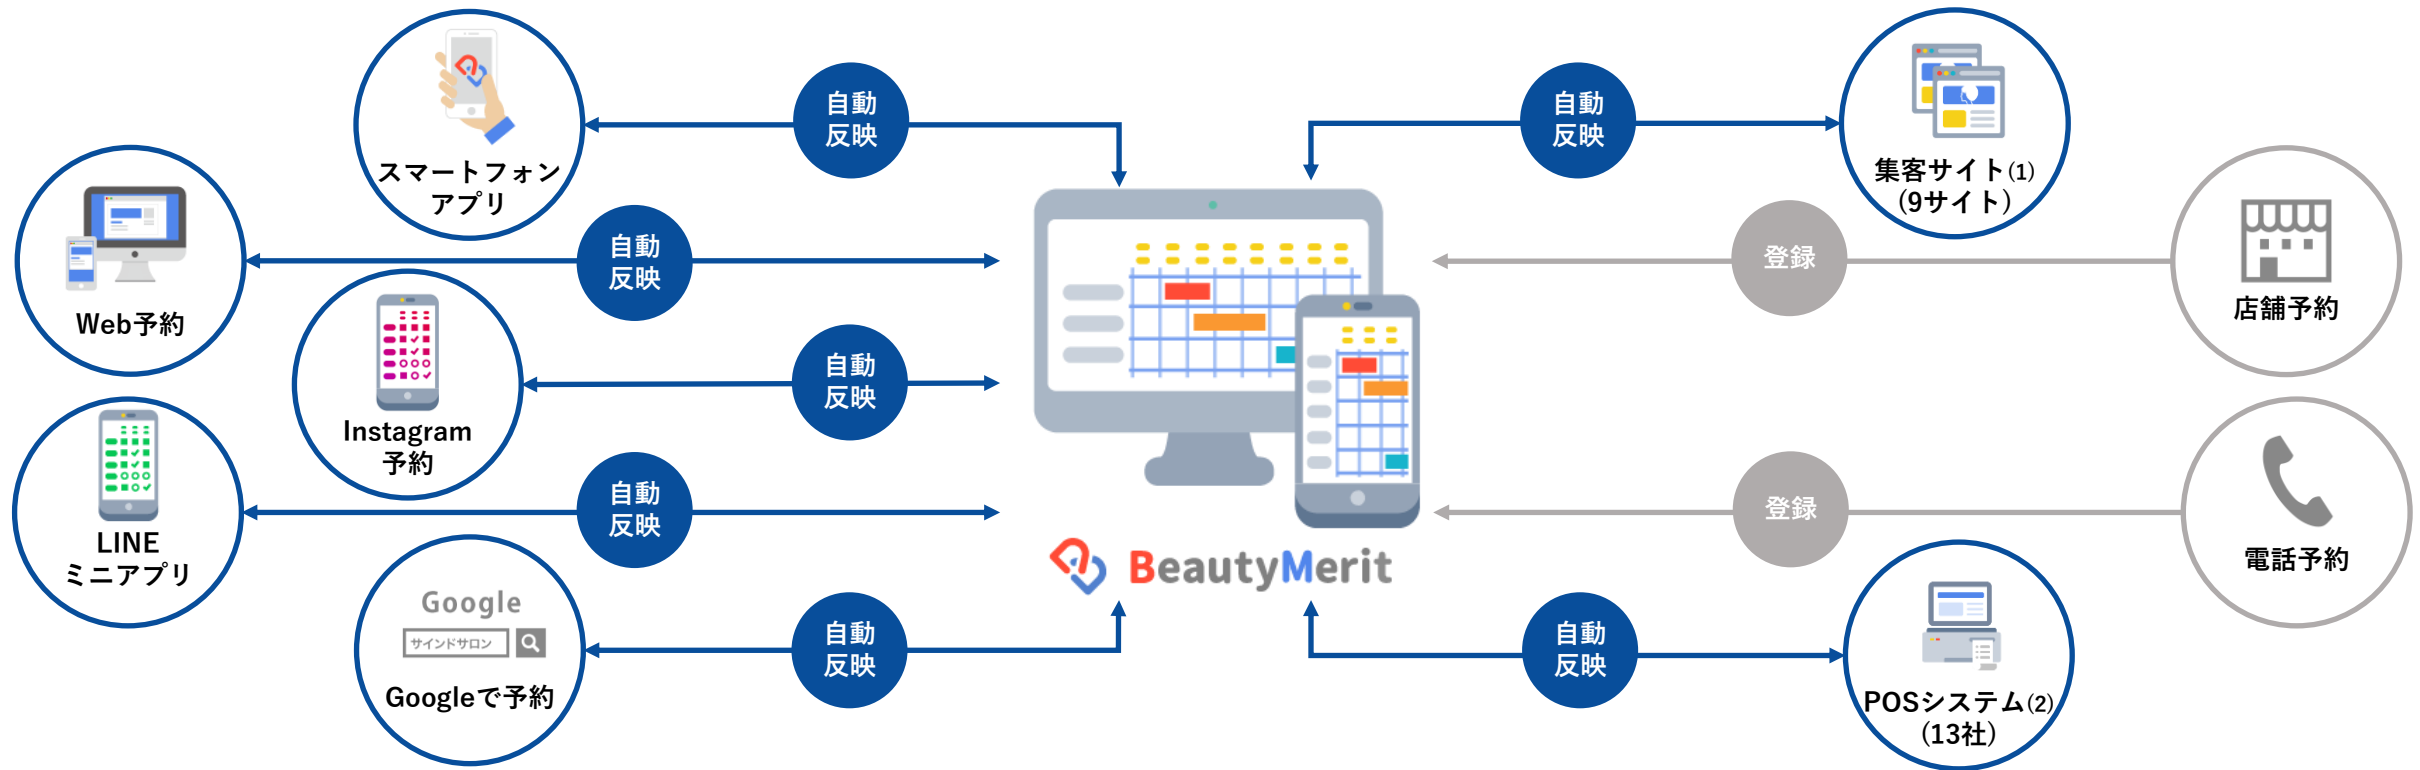 スマートフォン
アプリ
自動
反映
自動
反映
集客サイト(1)
(9サイト)
Web予約
自動
反映
登録
店舗予約
Instagram
予約
自動
反映
LINE
ミニアプリ
自動
反映
登録
電話予約
BeautyMerit
Google
サインドサロン
Googleで予約
自動
反映
自動
反映
POSシステム(2)
(13社)